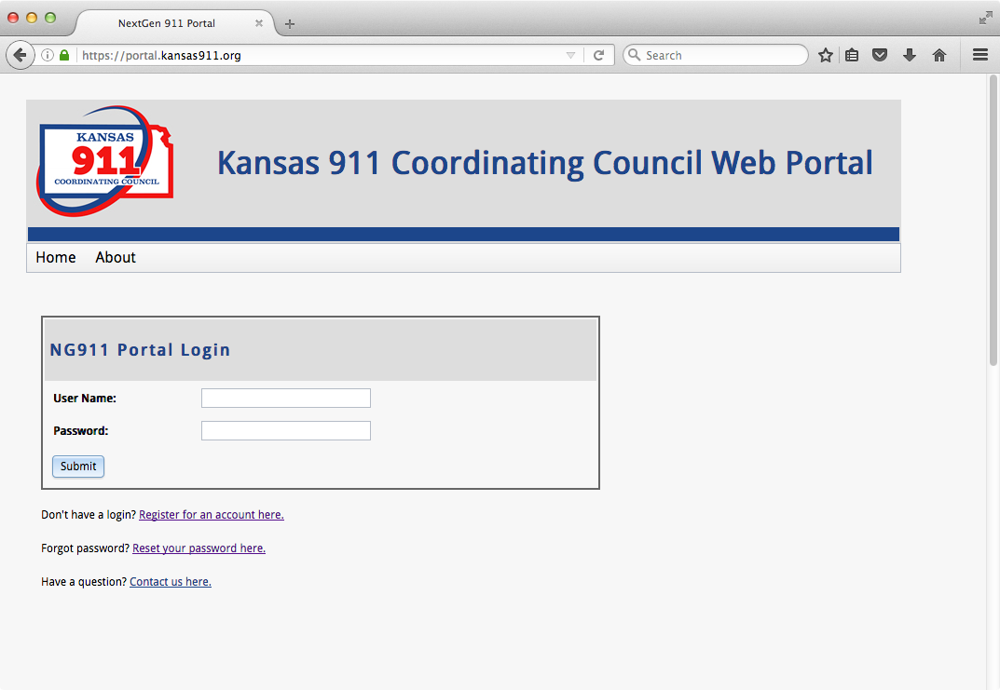 NextGen 911 Portal
https://portal.kansas911.org
Search
KANSAS
911
COORDINATING COUNCIL
Kansas 911 Coordinating Council Web Portal
Home About
NG911 Portal Login
User Name:
Password:
Submit
Don't have a login? Register for an account here.
Forgot password? Reset your password here.
Have a question? Contact us here.